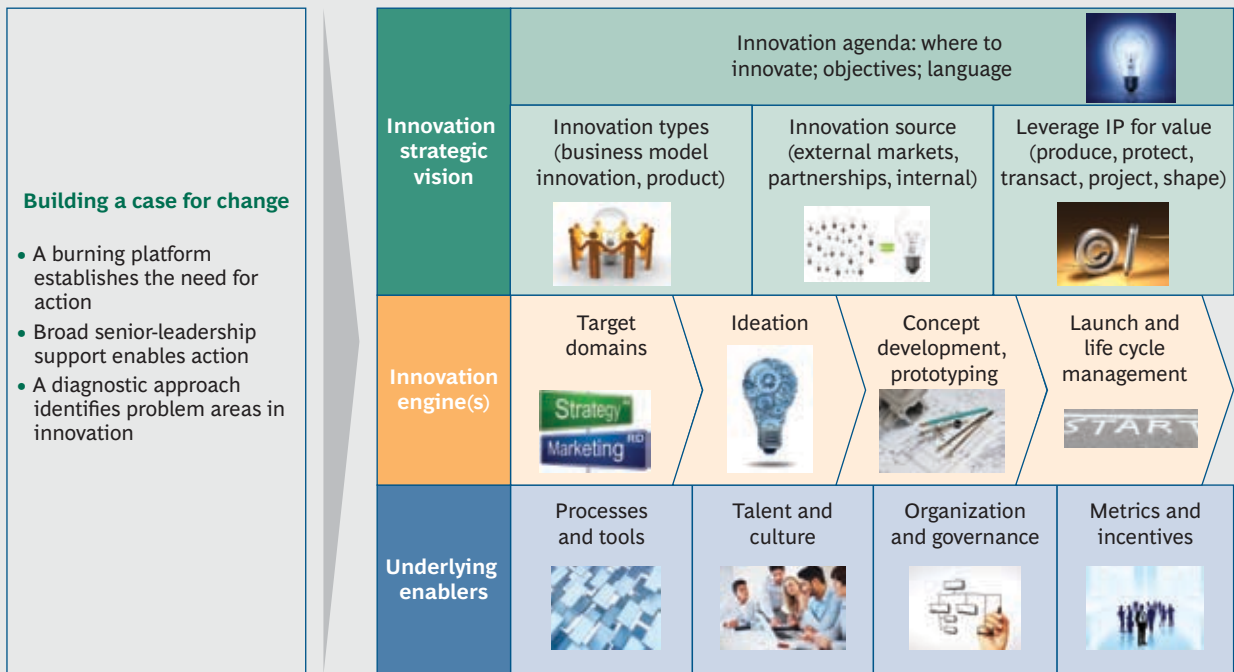 Building a case for change
• A burning platform
establishes the need for
action
• Broad senior-leadership
support enables action
• A diagnostic approach
identifies problem areas in
innovation
Innovation
strategic
vision
Innovation agenda: where to
innovate; objectives; language
Innovation types
(business model
innovation, product)
Innovation source
(external markets,
partnerships, internal)
=
Leverage IP for value
(produce, protect,
transact, project, shape)
©
Innovation
engine(s)
Target
domains
Strategy
Marketing RD
Ideation
Concept
development,
prototyping
Launch and
life cycle
management
START
Underlying
enablers
Processes
and tools
Talent and
culture
Organization
and governance
Metrics and
incentives